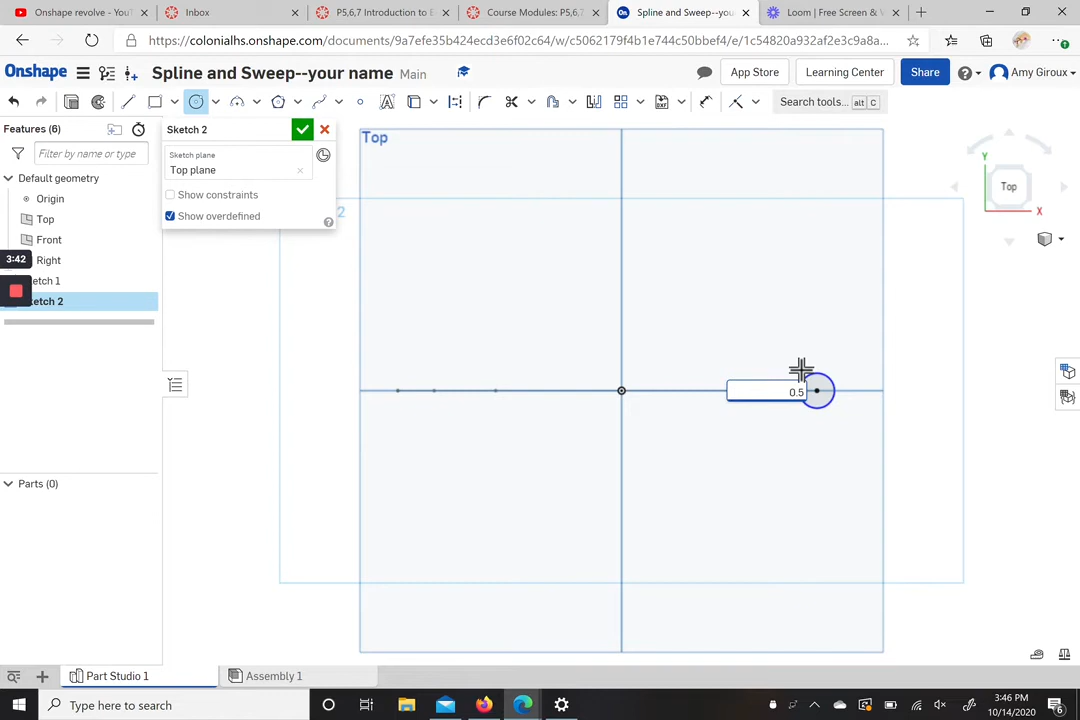 Onshape revolve - YouT
Inbox
P5,6,7 Introduction to E
Course Modules: P5,6,7
Spline and Sweep--your
Loom | Free Screen & V
https://colonialhs.onshape.com/documents/9a7efe35b424ecd3e6f02c64/w/c5062179f4b1e744c50bbef4/e/1c54820a932af2e3c9a8a...
Onshape
Spline and Sweep--your name Main
App Store
Learning Center
Share
Amy Giroux
Search tools... alt C
Features (6)
Filter by name or type
Default geometry
Origin
Top
Front
Right
3:42
etch 1
etch 2
Parts (0)
Sketch 2
Sketch plane
Top plane
Show constraints
Show overdefined
Top
2
0.5
Y
Top
X
Part Studio 1
Assembly 1
Type here to search
3:46 PM
10/14/2020
6